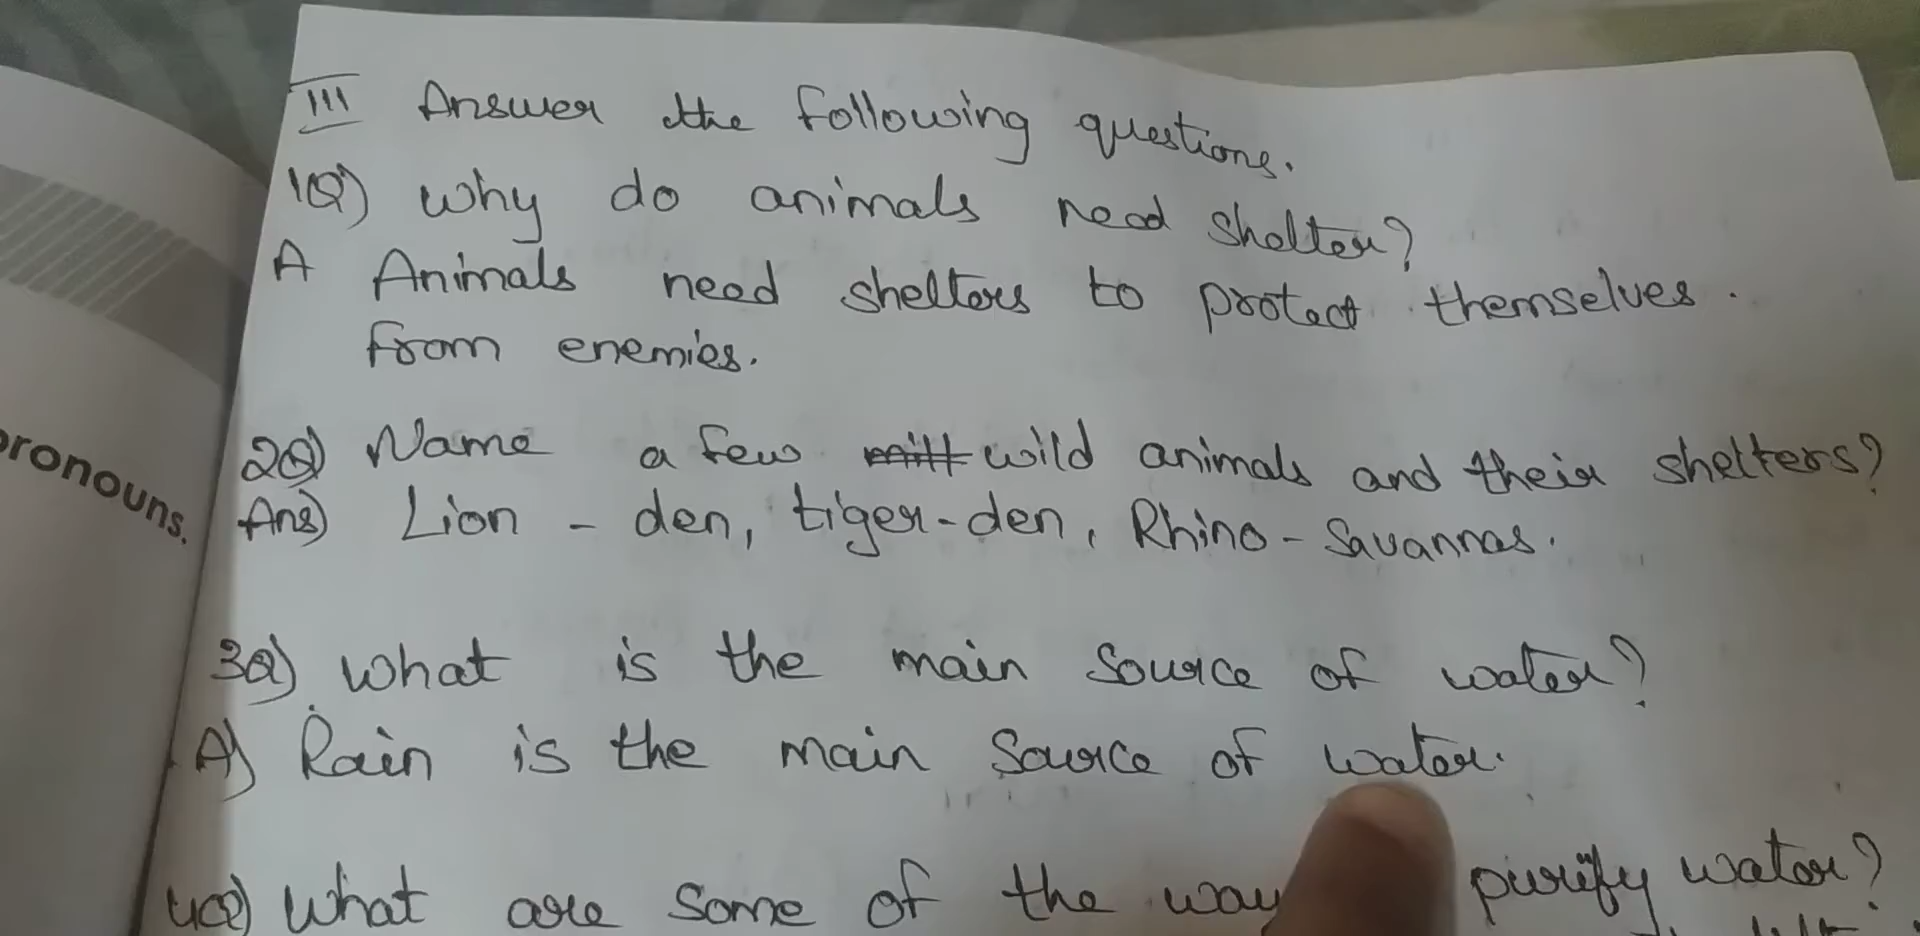 III Answer the following questions.
1Q) Why do animals need shelter?
A Animals need shelters to protect themselves.
from enemies.
2Q) Name a few wild animals and their shelters?
Ans) Lion - den, tiger-den, Rhino - Savannas.
3Q) What is the main source of water?
A) Rain is the main source of water.
4Q) What are some of the way purify water?
pronouns.